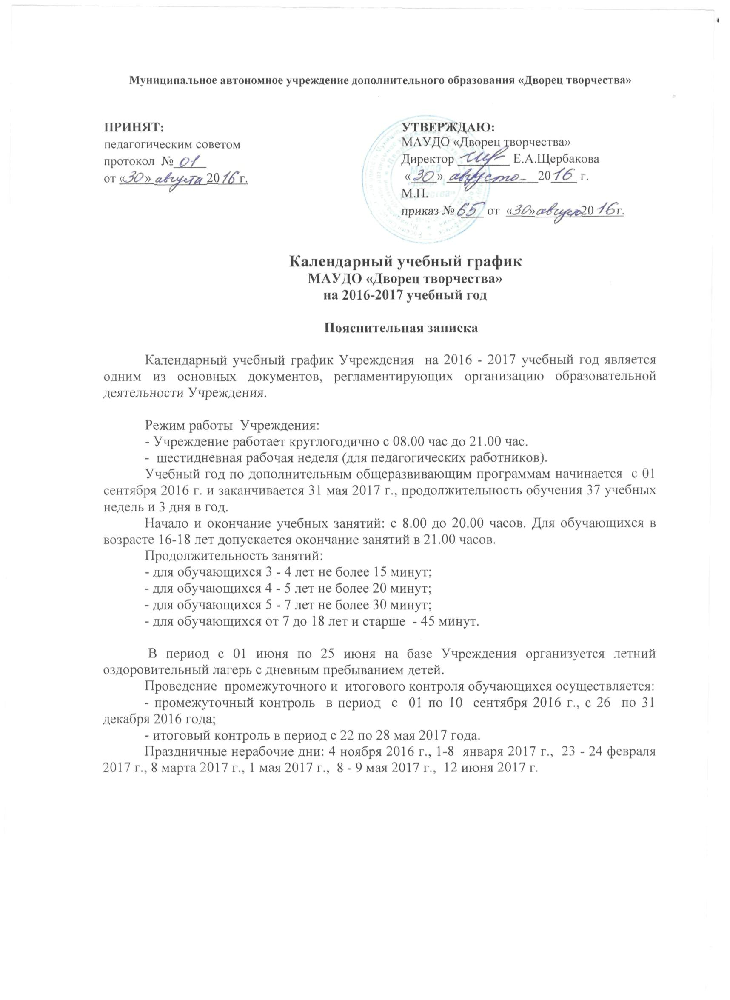 Муниципальное автономное учреждение дополнительного образования «Дворец творчества»
ПРИНЯТ:
педагогическим советом
протокол № 01
от «30» августа 2016 г.
УТВЕРЖДАЮ:
МАУДО «Дворец творчества»
Директор Е.А.Щербакова
«30» августа 2016 г.
М.П.
приказ № 65 от «30» августа 2016 г.
Календарный учебный график
МАУДО «Дворец творчества»
на 2016-2017 учебный год
Пояснительная записка
Календарный учебный график Учреждения на 2016 - 2017 учебный год является
одним из основных документов, регламентирующих организацию образовательной
деятельности Учреждения.
Режим работы Учреждения:
- Учреждение работает круглогодично с 08.00 час до 21.00 час.
- шестидневная рабочая неделя (для педагогических работников).
Учебный год по дополнительным общеразвивающим программам начинается с 01
сентября 2016 г. и заканчивается 31 мая 2017 г., продолжительность обучения 37 учебных
недель и 3 дня в год.
Начало и окончание учебных занятий: с 8.00 до 20.00 часов. Для обучающихся в
возрасте 16-18 лет допускается окончание занятий в 21.00 часов.
Продолжительность занятий:
- для обучающихся 3 - 4 лет не более 15 минут;
- для обучающихся 4 - 5 лет не более 20 минут;
- для обучающихся 5 - 7 лет не более 30 минут;
- для обучающихся от 7 до 18 лет и старше - 45 минут.
В период с 01 июня по 25 июня на базе Учреждения организуется летний
оздоровительный лагерь с дневным пребыванием детей.
Проведение промежуточного и итогового контроля обучающихся осуществляется:
- промежуточный контроль в период с 01 по 10 сентября 2016 г., с 26 по 31
декабря 2016 года;
- итоговый контроль в период с 22 по 28 мая 2017 года.
Праздничные нерабочие дни: 4 ноября 2016 г., 1-8 января 2017 г., 23 - 24 февраля
2017 г., 8 марта 2017 г., 1 мая 2017 г., 8 - 9 мая 2017 г., 12 июня 2017 г.